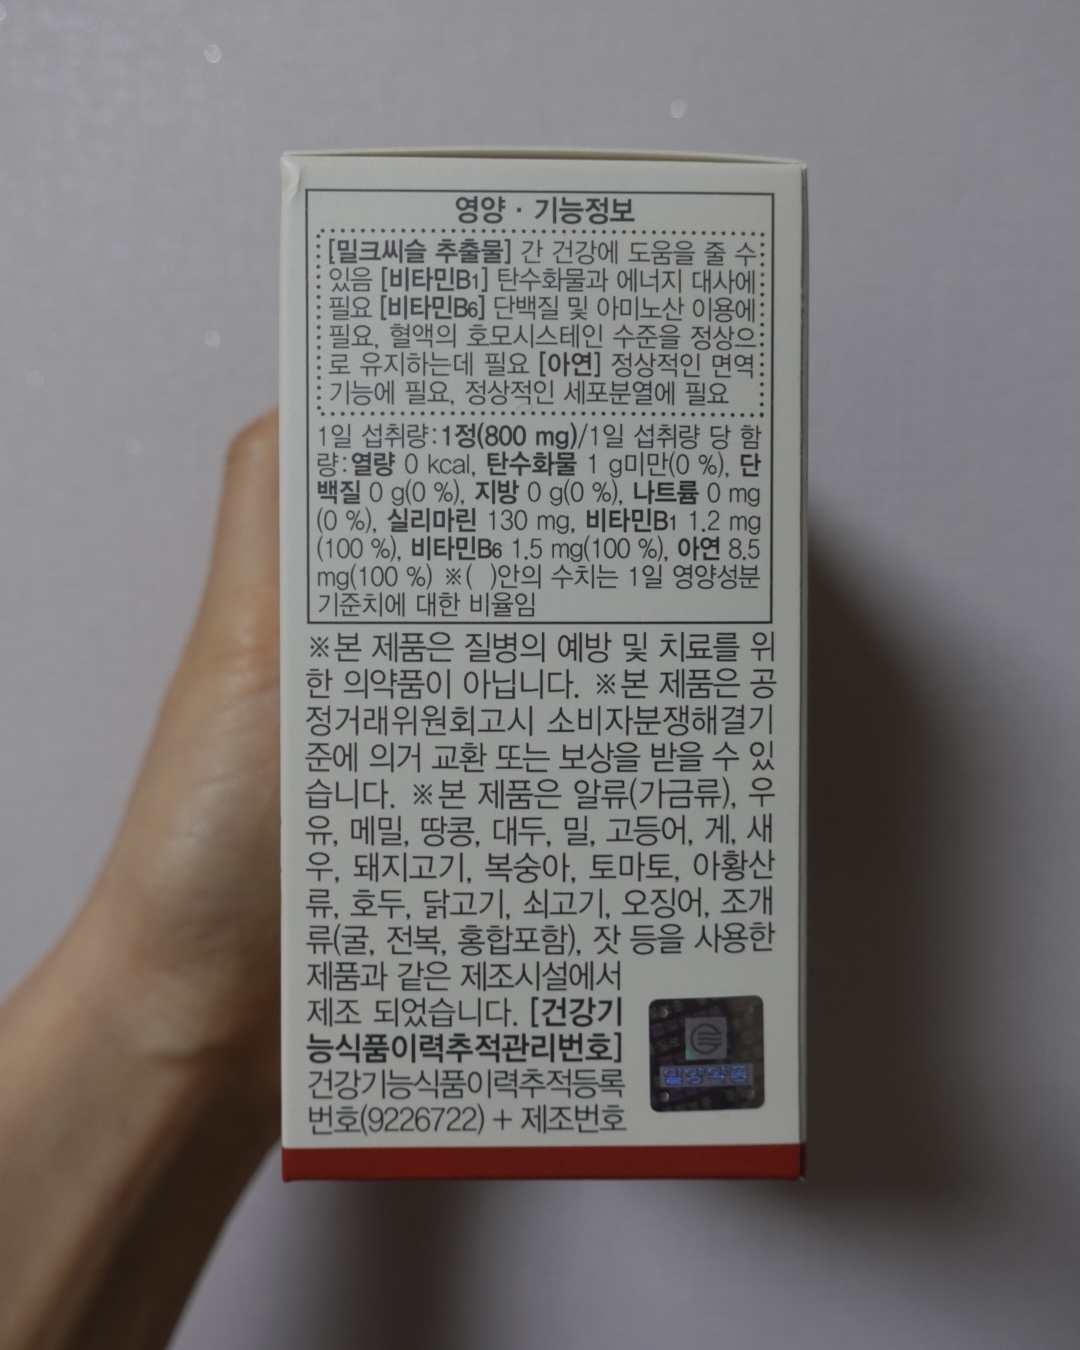 영양 · 기능정보
[밀크씨슬 추출물] 간 건강에 도움을 줄 수
있음 [비타민B1] 탄수화물과 에너지 대사에
필요 [비타민B6] 단백질 및 아미노산 이용에
필요, 혈액의 호모시스테인 수준을 정상으
로 유지하는데 필요 [아연] 정상적인 면역
기능에 필요, 정상적인 세포분열에 필요
1일 섭취량:1정(800 mg)/1일 섭취량 당 함
량:열량 0 kcal, 탄수화물 1 g미만(0 %), 단
백질 0 g(0 %), 지방 0 g(0 %), 나트륨 0 mg
(0 %), 실리마린 130 mg, 비타민B1 1.2 mg
(100 %), 비타민B6 1.5 mg(100 %), 아연 8.5
mg(100 %) ※( )안의 수치는 1일 영양성분
기준치에 대한 비율임
※본 제품은 질병의 예방 및 치료를 위
한 의약품이 아닙니다. ※본 제품은 공
정거래위원회고시 소비자분쟁해결기
준에 의거 교환 또는 보상을 받을 수 있
습니다. ※본 제품은 알류(가금류), 우
유, 메밀, 땅콩, 대두, 밀, 고등어, 게, 새
우, 돼지고기, 복숭아, 토마토, 아황산
류, 호두, 닭고기, 쇠고기, 오징어, 조개
류(굴, 전복, 홍합포함), 잣 등을 사용한
제품과 같은 제조시설에서
제조 되었습니다. [건강기
능식품이력추적관리번호]
건강기능식품이력추적등록
번호(9226722) + 제조번호
일양약품